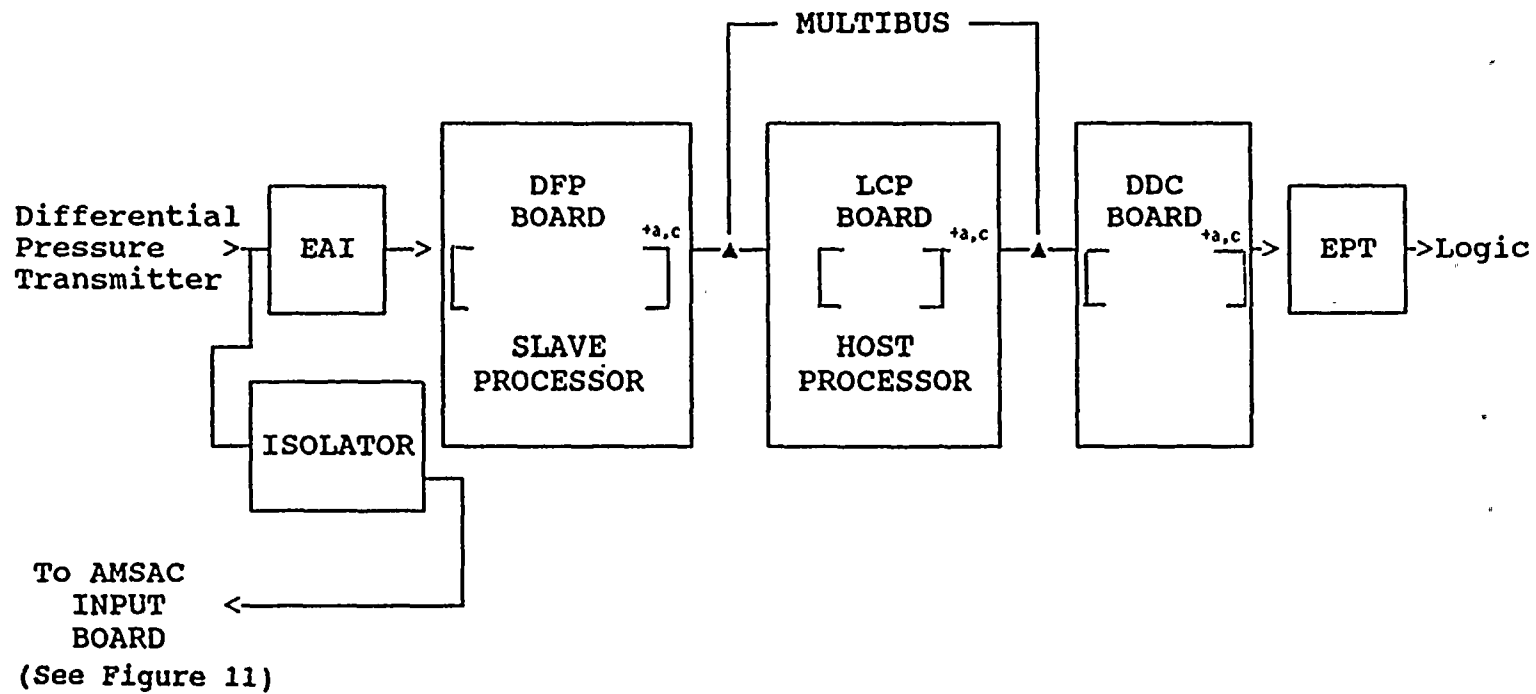 MULTIBUS
Differential
Pressure
Transmitter
>
EAI
>
DFP
BOARD
+a,c
SLAVE
PROCESSOR
LCP
BOARD
+a,c
HOST
PROCESSOR
DDC
BOARD
+a,c
>
EPT
>Logic
ISOLATOR
To AMSAC
INPUT
BOARD
<
(See Figure 11)